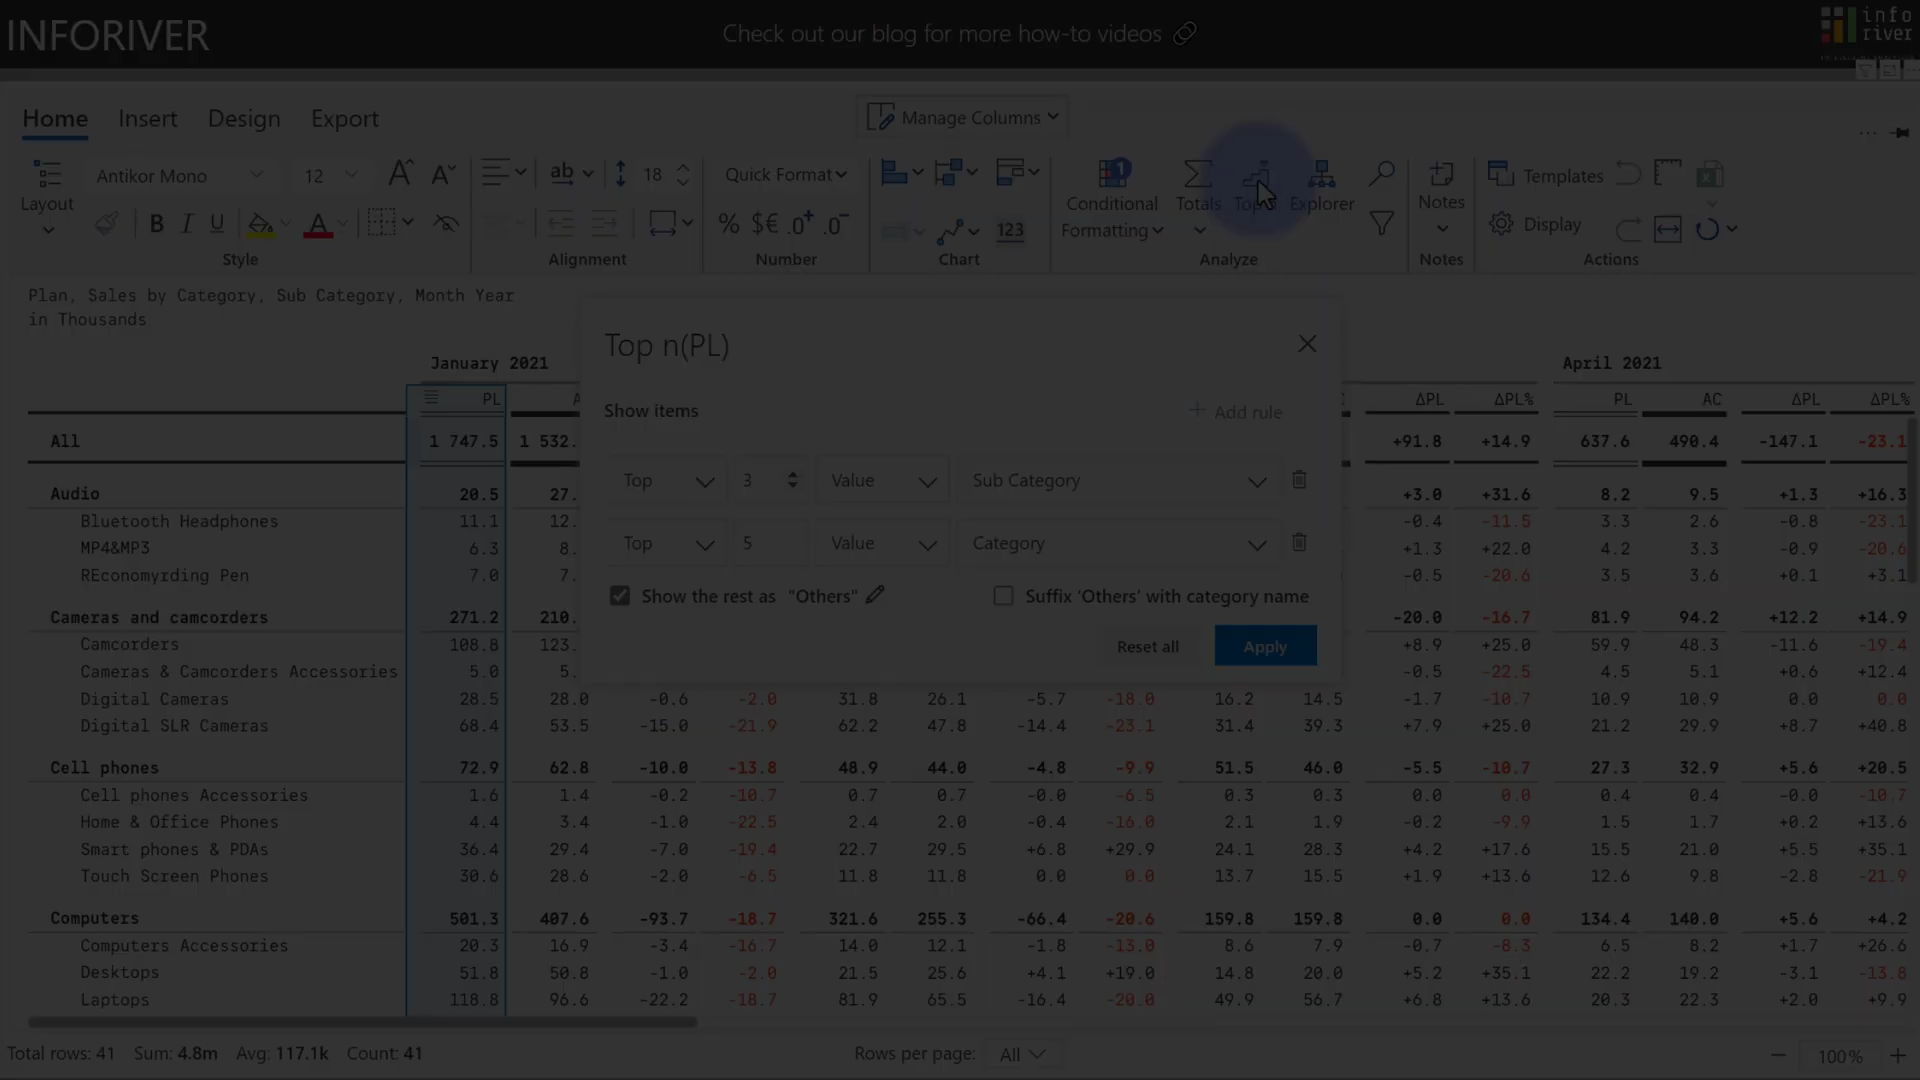 INFORIVER
Check out our blog for more how-to videos
info
river
Home Insert Design Export
Manage Columns
Layout
Antikor Mono 12
B I U
Style
ab 18
Alignment
Quick Format
% $€ .0+ .0-
Number
123
Chart
Conditional
Formatting
1
Totals
Top
Explorer
Analyze
Notes
Notes
Templates
Display
Actions
Plan, Sales by Category, Sub Category, Month Year
in Thousands
Top n(PL)
Show items
Add rule
Top 3 Value Sub Category
Top 5 Value Category
Show the rest as "Others"
Suffix 'Others' with category name
Reset all Apply
January 2021 April 2021
PL A ΔPL ΔPL% PL AC ΔPL ΔPL%
All 1 747.5 1 532. +91.8 +14.9 637.6 490.4 -147.1 -23.1
Audio 20.5 27. +3.0 +31.6 8.2 9.5 +1.3 +16.3
Bluetooth Headphones 11.1 12. -0.4 -11.5 3.3 2.6 -0.8 -23.1
MP4&MP3 6.3 8. +1.3 +22.0 4.2 3.3 -0.9 -20.6
REconomyrding Pen 7.0 7. -0.5 -20.6 3.5 3.6 +0.1 +3.1
Cameras and camcorders 271.2 210. -20.0 -16.7 81.9 94.2 +12.2 +14.9
Camcorders 108.8 123. +8.9 +25.0 59.9 48.3 -11.6 -19.4
Cameras & Camcorders Accessories 5.0 5. -0.5 -22.5 4.5 5.1 +0.6 +12.4
Digital Cameras 28.5 28.0 -0.6 -2.0 31.8 26.1 -5.7 -18.0 16.2 14.5 -1.7 -10.7 10.9 10.9 0.0 0.0
Digital SLR Cameras 68.4 53.5 -15.0 -21.9 62.2 47.8 -14.4 -23.1 31.4 39.3 +7.9 +25.0 21.2 29.9 +8.7 +40.8
Cell phones 72.9 62.8 -10.0 -13.8 48.9 44.0 -4.8 -9.9 51.5 46.0 -5.5 -10.7 27.3 32.9 +5.6 +20.5
Cell phones Accessories 1.6 1.4 -0.2 -10.7 0.7 0.7 -0.0 -6.5 0.3 0.3 0.0 0.0 0.4 0.4 -0.0 -10.7
Home & Office Phones 4.4 3.4 -1.0 -22.5 2.4 2.0 -0.4 -16.0 2.1 1.9 -0.2 -9.9 1.5 1.7 +0.2 +13.6
Smart phones & PDAs 36.4 29.4 -7.0 -19.4 22.7 29.5 +6.8 +29.9 24.1 28.3 +4.2 +17.6 15.5 21.0 +5.5 +35.1
Touch Screen Phones 30.6 28.6 -2.0 -6.5 11.8 11.8 0.0 0.0 13.7 15.5 +1.9 +13.6 12.6 9.8 -2.8 -21.9
Computers 501.3 407.6 -93.7 -18.7 321.6 255.3 -66.4 -20.6 159.8 159.8 0.0 0.0 134.4 140.0 +5.6 +4.2
Computers Accessories 20.3 16.9 -3.4 -16.7 14.0 12.1 -1.8 -13.0 8.6 7.9 -0.7 -8.3 6.5 8.2 +1.7 +26.6
Desktops 51.8 50.8 -1.0 -2.0 21.5 25.6 +4.1 +19.0 14.8 20.0 +5.2 +35.1 22.2 19.2 -3.1 -13.8
Laptops 118.8 96.6 -22.2 -18.7 81.9 65.5 -16.4 -20.0 49.9 56.7 +6.8 +13.6 20.3 22.3 +2.0 +9.9
Total rows: 41 Sum: 4.8m Avg: 117.1k Count: 41
Rows per page: All
100%